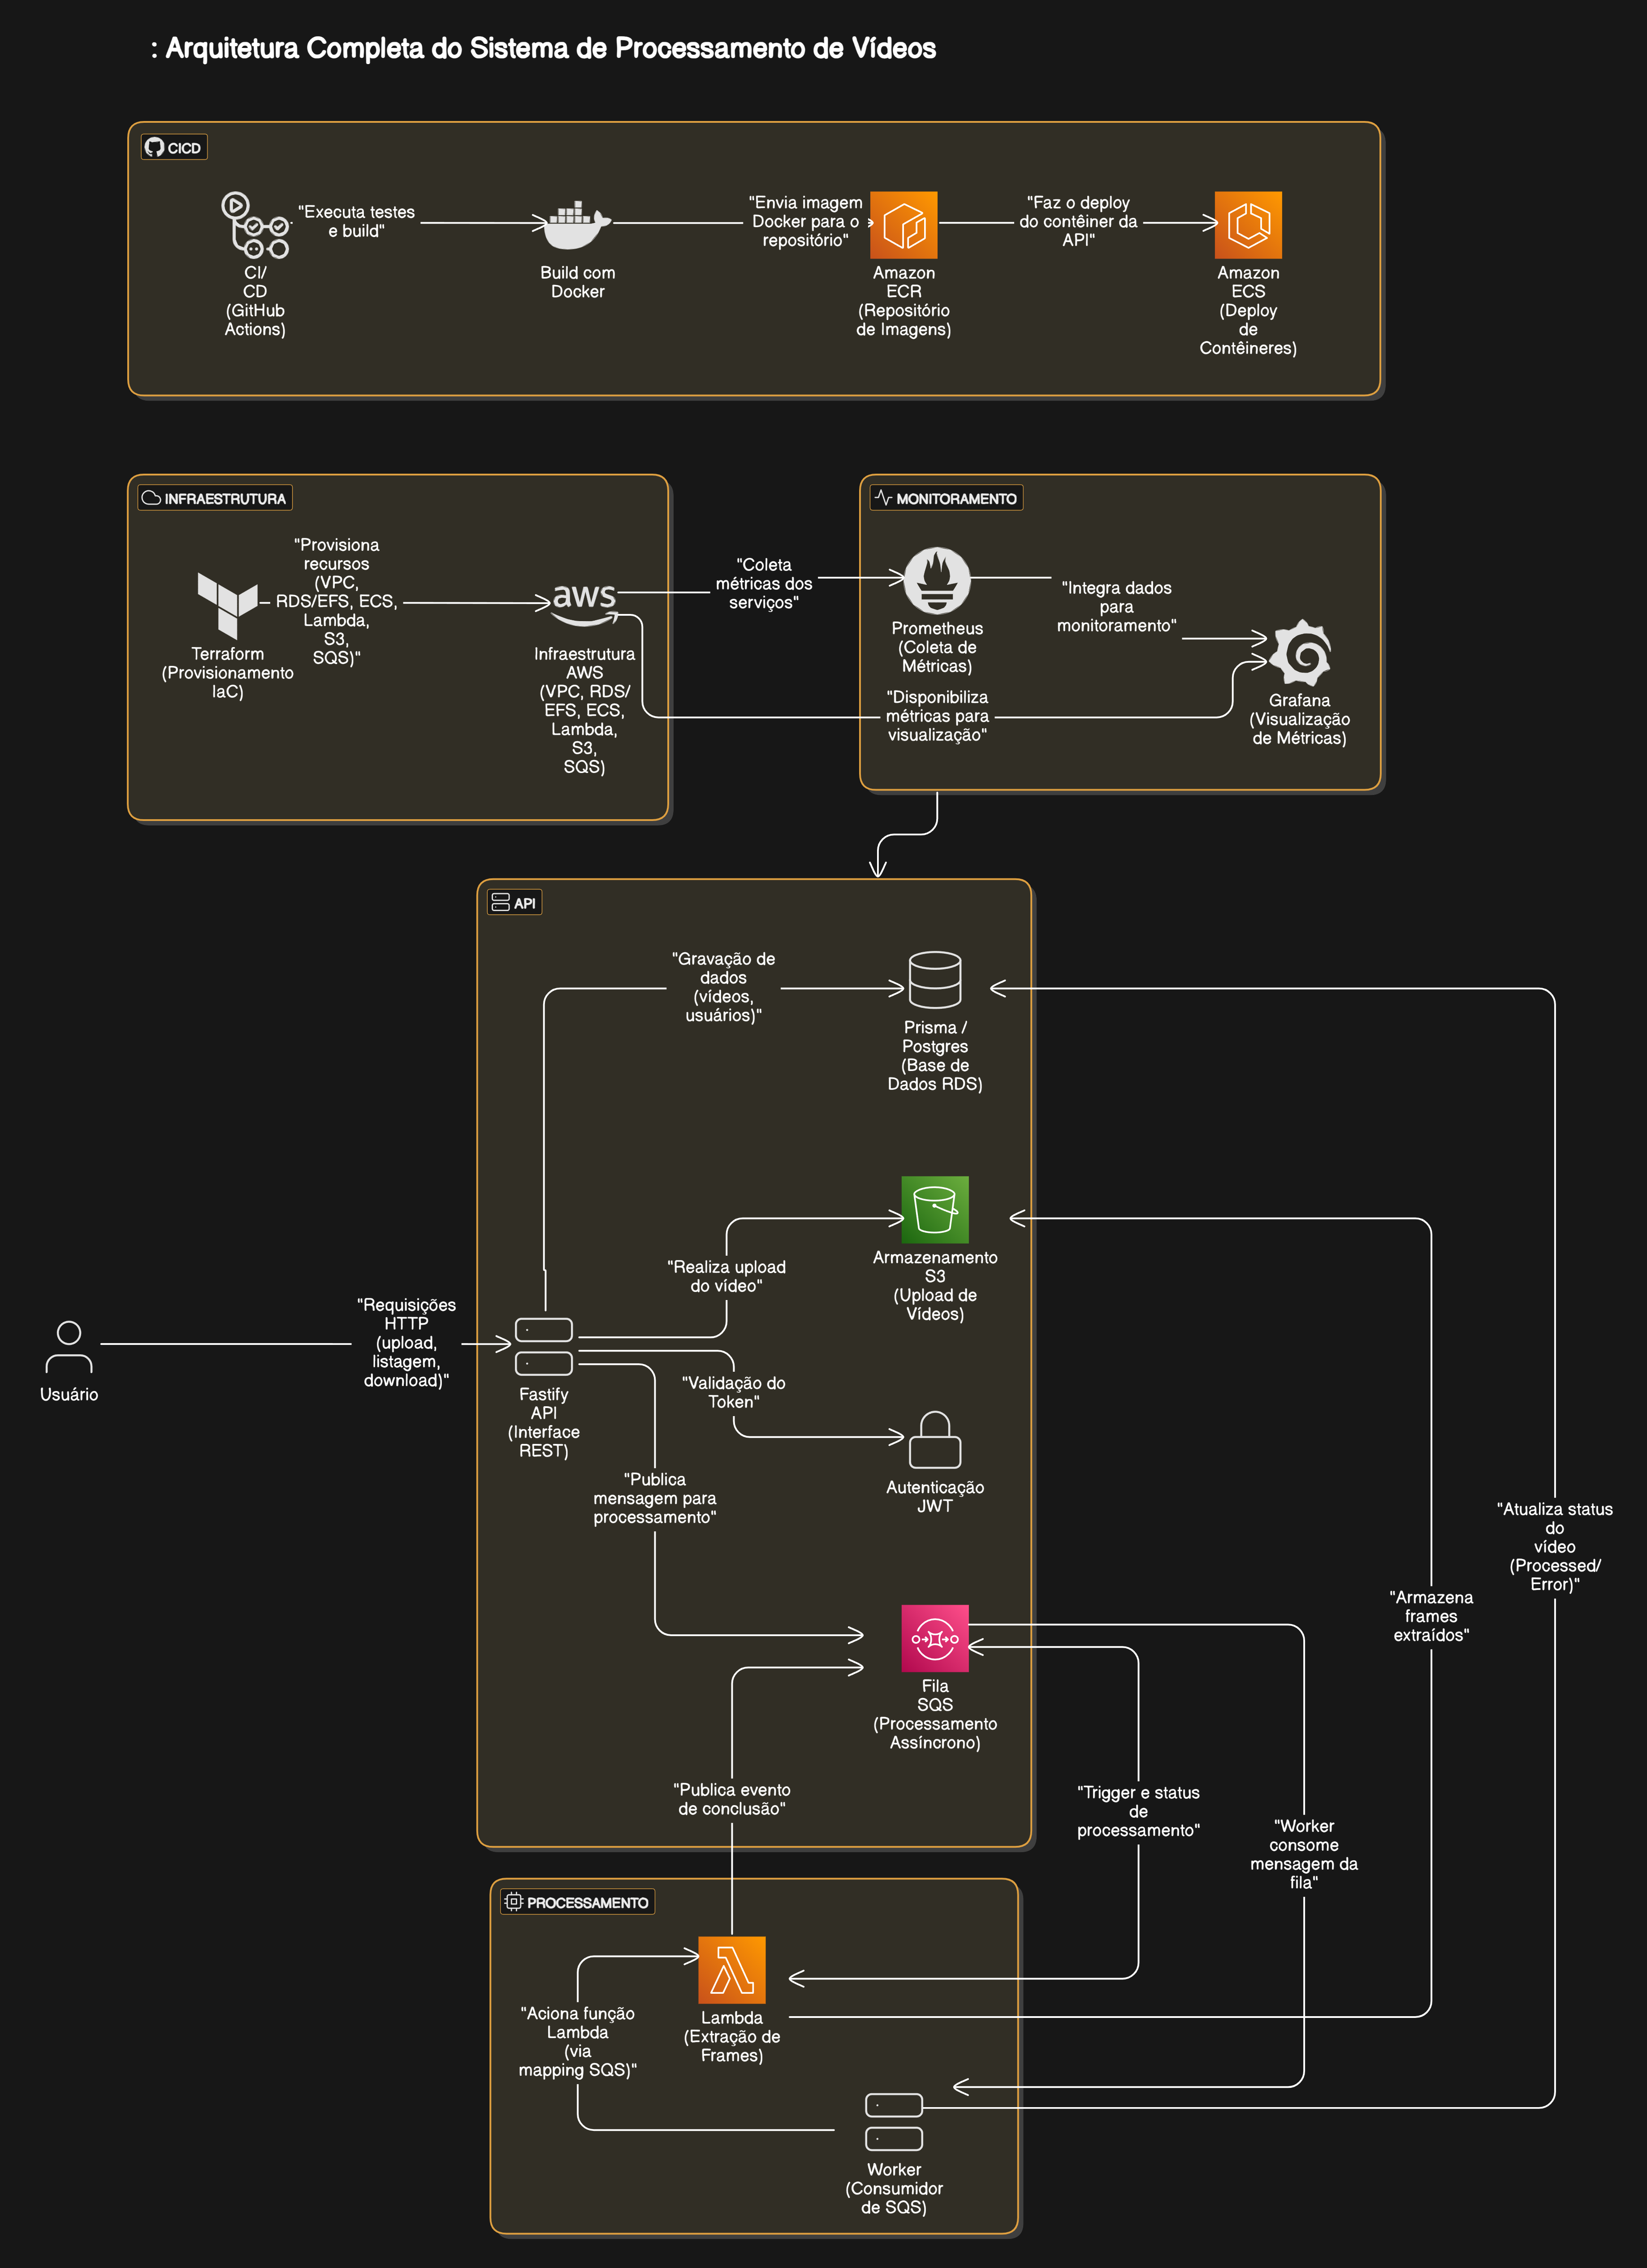 : Arquitetura Completa do Sistema de Processamento de Vídeos
CICD
"Executa testes
e build"
"Envia imagem
Docker para o
repositório"
"Faz o deploy
do contêiner da
API"
CI/
CD
(GitHub
Actions)
Build com
Docker
Amazon
ECR
(Repositório
de Imagens)
Amazon
ECS
(Deploy
de
Contêineres)
INFRAESTRUTURA
"Provisiona
recursos
(VPC,
RDS/EFS, ECS,
Lambda,
S3,
SQS)"
Terraform
(Provisionamento
IaC)
aws
Infraestrutura
AWS
(VPC, RDS/
EFS, ECS,
Lambda,
S3,
SQS)
"Coleta
métricas dos
serviços"
MONITORAMENTO
Prometheus
(Coleta de
Métricas)
"Integra dados
para
monitoramento"
"Disponibiliza
métricas para
visualização"
Grafana
(Visualização
de Métricas)
API
"Gravação de
dados
(vídeos,
usuários)"
Prisma /
Postgres
(Base de
Dados RDS)
"Realiza upload
do vídeo"
Armazenamento
S3
(Upload de
Vídeos)
Usuário
"Requisições
HTTP
(upload,
listagem,
download)"
Fastify
API
(Interface
REST)
"Validação do
Token"
Autenticação
JWT
"Publica
mensagem para
processamento"
Fila
SQS
(Processamento
Assíncrono)
"Publica evento
de conclusão"
"Trigger e status
de
processamento"
"Worker
consome
mensagem da
fila"
"Armazena
frames
extraídos"
"Atualiza status
do
vídeo
(Processed/
Error)"
PROCESSAMENTO
"Aciona função
Lambda
(via
mapping SQS)"
Lambda
(Extração de
Frames)
Worker
(Consumidor
de SQS)